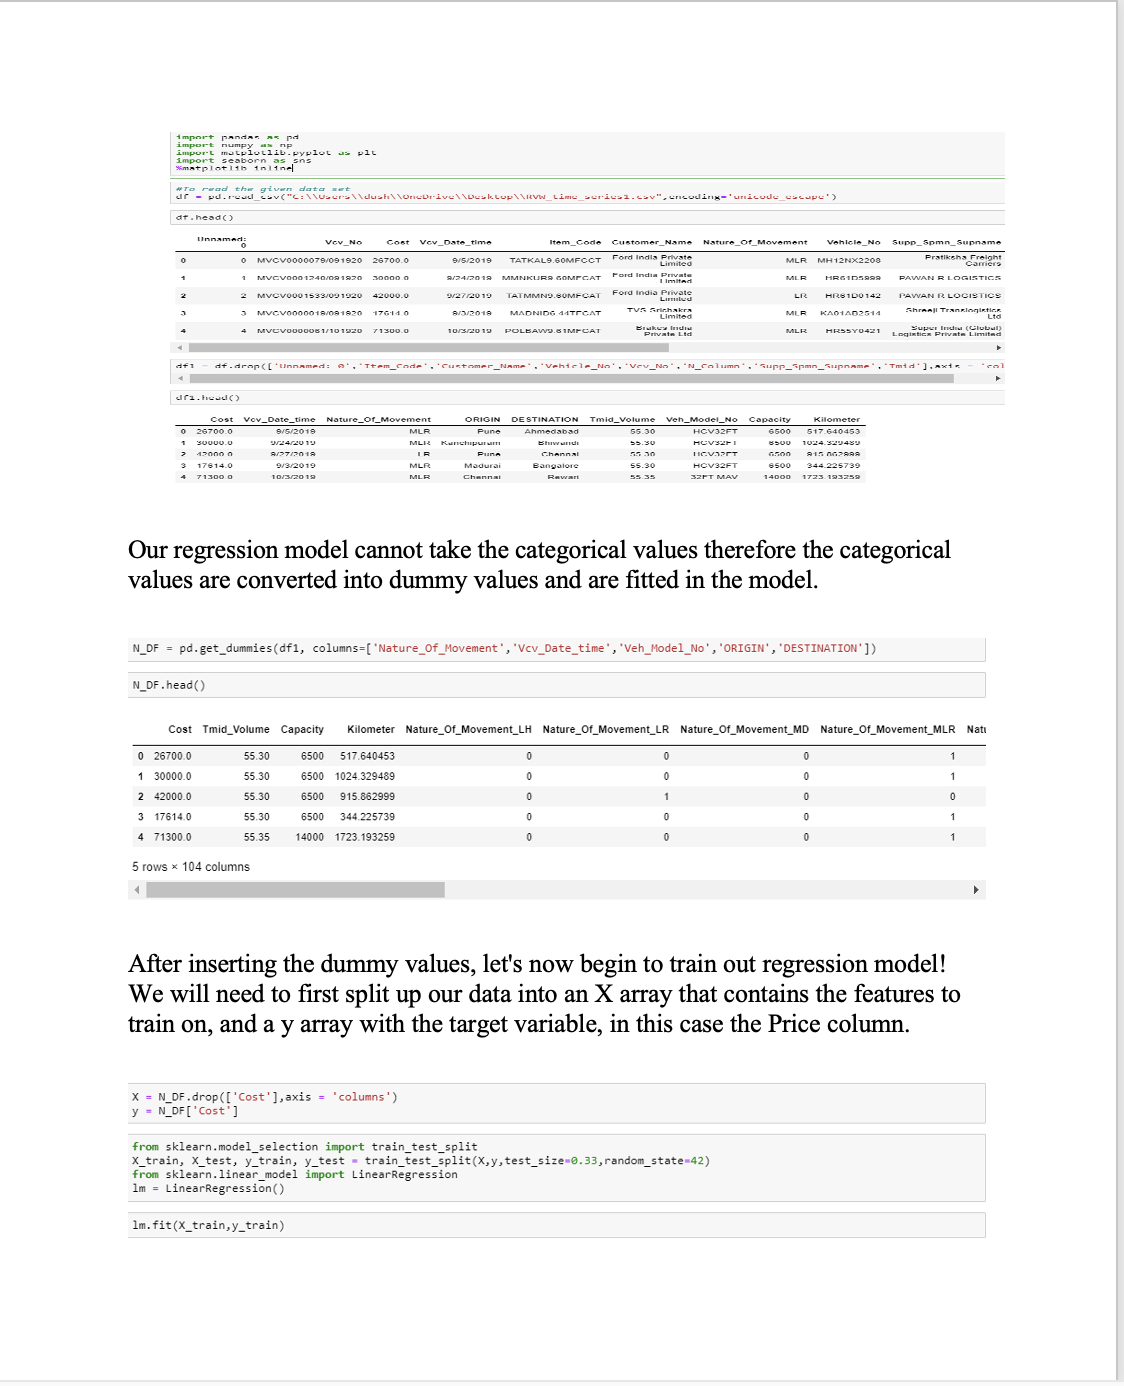 import pandas as pd
import numpy as np
import matplotlib.pyplot as plt
import seaborn as sns
%matplotlib inline
#To read the given data set
df = pd.read_csv("C:\\Users\\dush\\OneDrive\\Desktop\\RVW_time_series1.csv",encoding='unicode_escape')
df.head()
Unnamed: 0 Vcv_No Cost Vcv_Date_time Item_Code Customer_Name Nature_Of_Movement Vehicle_No Supp_Spmn_Supname
0 0 MVCV0000079/091920 26700.0 9/5/2019 TATKAL9.60MFCCT Ford India Private Limited MLR MH12NX2208 Pratiksha Freight Carriers
1 1 MVCV0001240/091920 30000.0 9/24/2019 MMNKUR9.60MFCAT Ford India Private Limited MLR HR61D5999 PAWAN R LOGISTICS
2 2 MVCV0001533/091920 42000.0 9/27/2019 TATMMN9.60MFCAT Ford India Private Limited LR HR61D0142 PAWAN R LOGISTICS
3 3 MVCV0000019/091920 17614.0 9/3/2019 MADNID6.44TFCAT TVS Srichakra Limited MLR KA01AB2514 Shreeji Translogistics Ltd
4 4 MVCV0000081/101920 71300.0 10/3/2019 POLBAW9.81MFCAT Brakes India Private Ltd MLR HR55Y0421 Super India (Global) Logistics Private Limited
df1 = df.drop(['Unnamed: 0','Item_Code','Customer_Name','Vehicle_No','Vcv_No','N_Column','Supp_Spmn_Supname','Tmid'],axis = 'col
df1.head()
Cost Vcv_Date_time Nature_Of_Movement ORIGIN DESTINATION Tmid_Volume Veh_Model_No Capacity Kilometer
0 26700.0 9/5/2019 MLR Pune Ahmedabad 55.30 HCV32FT 6500 517.640453
1 30000.0 9/24/2019 MLR Kanchipuram Bhiwandi 55.30 HCV32FT 6500 1024.329489
2 42000.0 9/27/2019 LR Pune Chennai 55.30 HCV32FT 6500 915.862999
3 17614.0 9/3/2019 MLR Madurai Bangalore 55.30 HCV32FT 6500 344.225739
4 71300.0 10/3/2019 MLR Chennai Rewari 55.35 32FT MAV 14000 1723.193259
Our regression model cannot take the categorical values therefore the categorical
values are converted into dummy values and are fitted in the model.
N_DF = pd.get_dummies(df1, columns=['Nature_Of_Movement','Vcv_Date_time','Veh_Model_No','ORIGIN','DESTINATION'])
N_DF.head()
Cost Tmid_Volume Capacity Kilometer Nature_Of_Movement_LH Nature_Of_Movement_LR Nature_Of_Movement_MD Nature_Of_Movement_MLR Natu
0 26700.0 55.30 6500 517.640453 0 0 0 1
1 30000.0 55.30 6500 1024.329489 0 0 0 1
2 42000.0 55.30 6500 915.862999 0 1 0 0
3 17614.0 55.30 6500 344.225739 0 0 0 1
4 71300.0 55.35 14000 1723.193259 0 0 0 1
5 rows × 104 columns
After inserting the dummy values, let's now begin to train out regression model!
We will need to first split up our data into an X array that contains the features to
train on, and a y array with the target variable, in this case the Price column.
X = N_DF.drop(['Cost'],axis = 'columns')
y = N_DF['Cost']
from sklearn.model_selection import train_test_split
X_train, X_test, y_train, y_test = train_test_split(X,y,test_size=0.33,random_state=42)
from sklearn.linear_model import LinearRegression
lm = LinearRegression()
lm.fit(X_train,y_train)